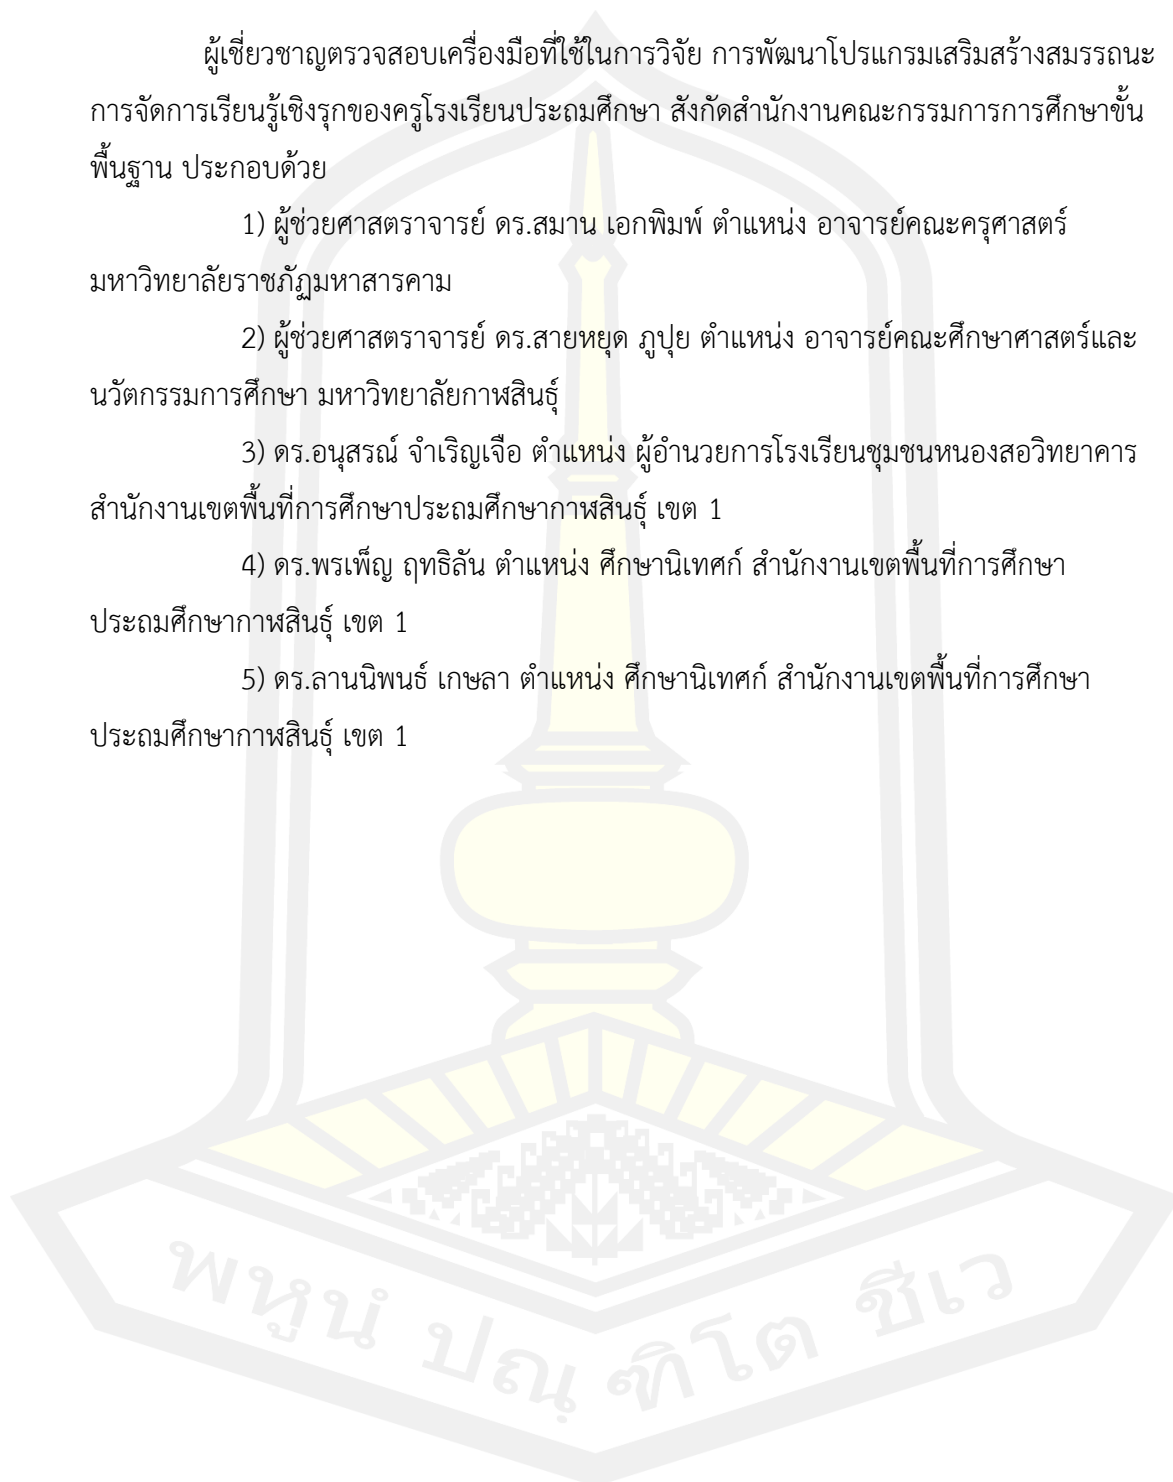 ผู้เชี่ยวชาญตรวจสอบเครื่องมือที่ใช้ในการวิจัย การพัฒนาโปรแกรมเสริมสร้างสมรรถนะ
การจัดการเรียนรู้เชิงรุกของครูโรงเรียนประถมศึกษา สังกัดสำนักงานคณะกรรมการการศึกษาขั้น
พื้นฐาน ประกอบด้วย
1) ผู้ช่วยศาสตราจารย์ ดร.สมาน เอกพิมพ์ ตำแหน่ง อาจารย์คณะครุศาสตร์
มหาวิทยาลัยราชภัฏมหาสารคาม
2) ผู้ช่วยศาสตราจารย์ ดร.สายหยุด ภูปุย ตำแหน่ง อาจารย์คณะศึกษาศาสตร์และ
นวัตกรรมการศึกษา มหาวิทยาลัยกาฬสินธุ์
3) ดร.อนุสรณ์ จำเริญเจือ ตำแหน่ง ผู้อำนวยการโรงเรียนชุมชนหนองสอวิทยาคาร
สำนักงานเขตพื้นที่การศึกษาประถมศึกษากาฬสินธุ์ เขต 1
4) ดร.พรเพ็ญ ฤทธิลัน ตำแหน่ง ศึกษานิเทศก์ สำนักงานเขตพื้นที่การศึกษา
ประถมศึกษากาฬสินธุ์ เขต 1
5) ดร.ลานนิพนธ์ เกษลา ตำแหน่ง ศึกษานิเทศก์ สำนักงานเขตพื้นที่การศึกษา
ประถมศึกษากาฬสินธุ์ เขต 1
พหูนํ ปณฺฑิโต ชีเว